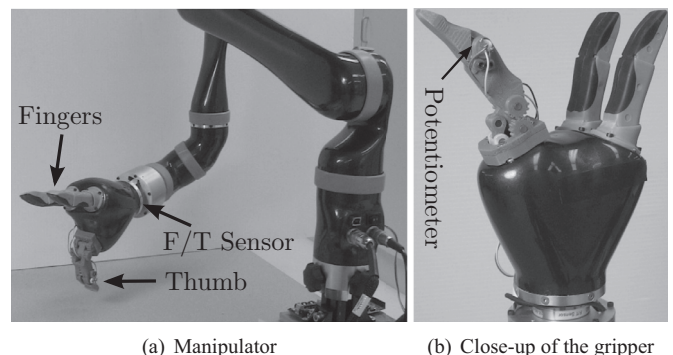 Fingers
F/T Sensor
Thumb
Potentiometer
(a) Manipulator
(b) Close-up of the gripper